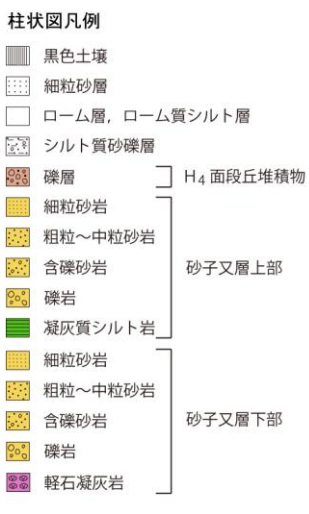 柱状図凡例
黒色土壌
細粒砂層
ローム層，ローム質シルト層
シルト質砂礫層
礫層 H4 面段丘堆積物
細粒砂岩
粗粒～中粒砂岩
含礫砂岩 砂子又層上部
礫岩
凝灰質シルト岩
細粒砂岩
粗粒～中粒砂岩
含礫砂岩 砂子又層下部
礫岩
軽石凝灰岩